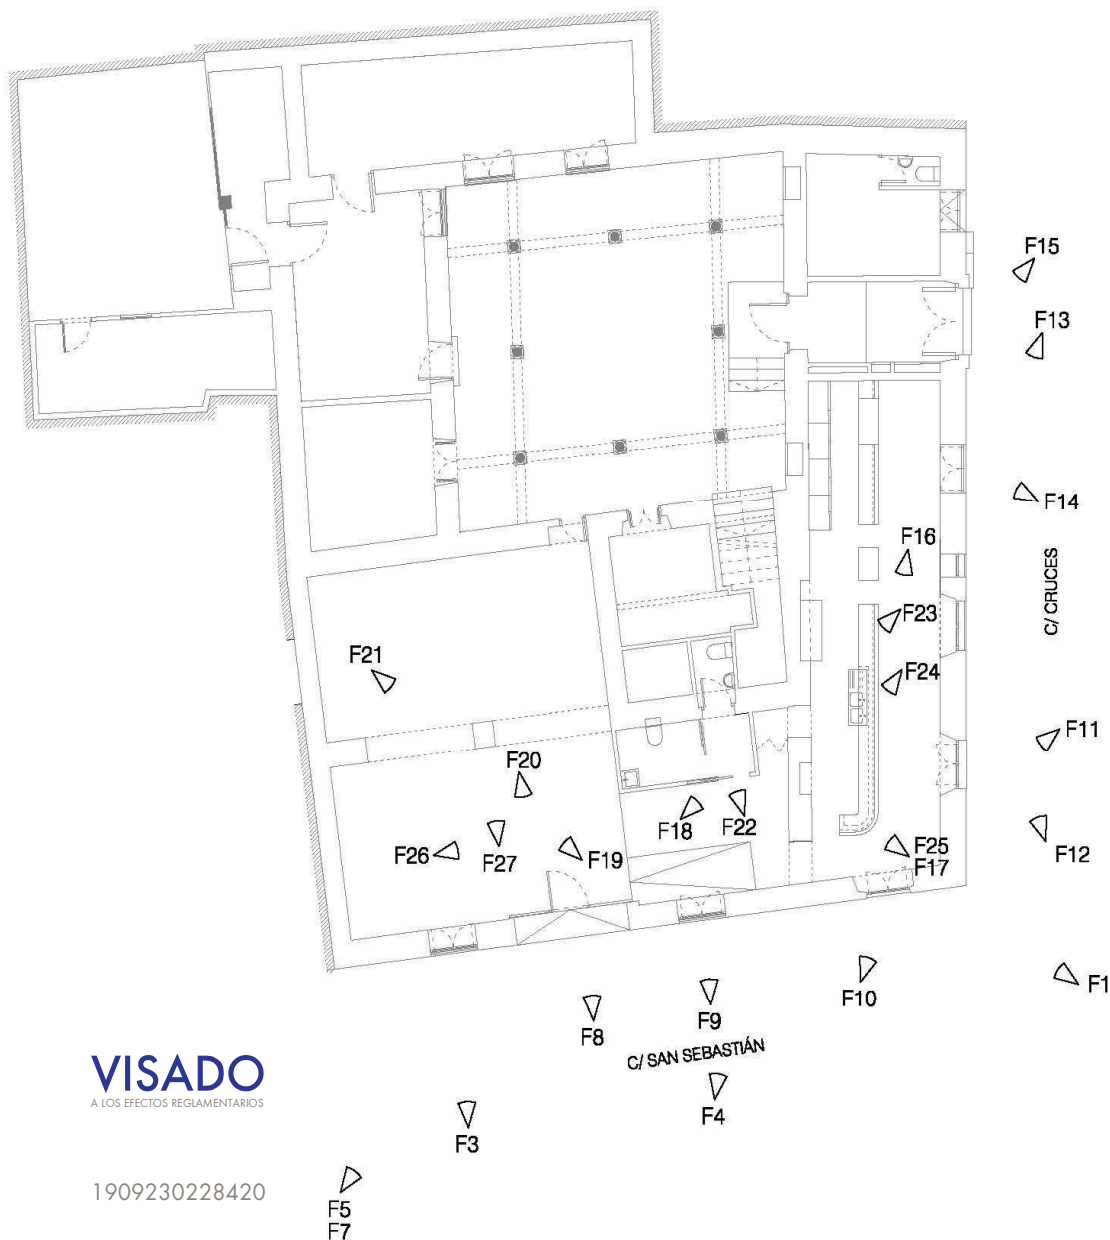 F15
F13
F14
F16
C/ CRUCES
F23
F21
F24
F11
F20
F18
F22
F26
F27
F19
F25
F17
F12
F10
F1
F9
F8
C/ SAN SEBASTIÁN
VISADO
A LOS EFECTOS REGLAMENTARIOS
F4
F3
1909230228420
F5
F7